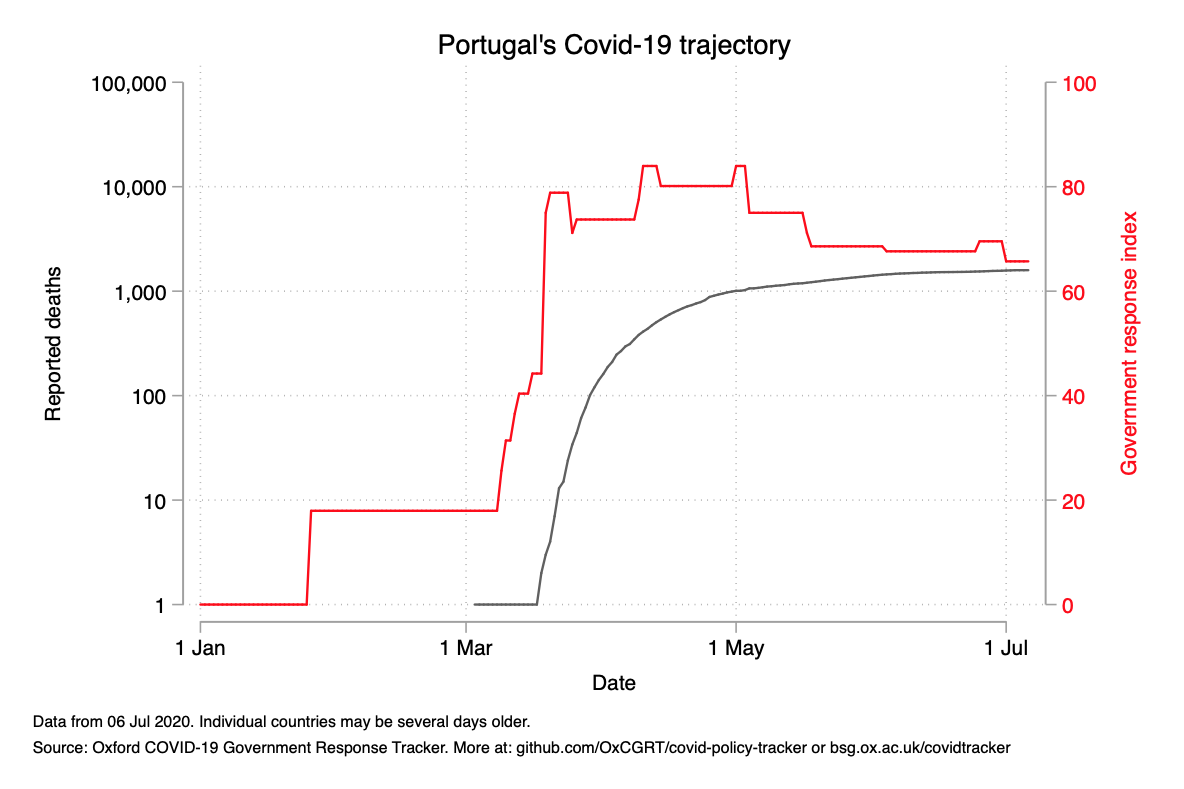 Portugal's Covid-19 trajectory
100,000
10,000
1,000
100
10
1
Reported deaths
100
80
60
40
20
0
Government response index
1 Jan
1 Mar
1 May
1 Jul
Date
Data from 06 Jul 2020. Individual countries may be several days older.
Source: Oxford COVID-19 Government Response Tracker. More at: github.com/OxCGRT/covid-policy-tracker or bsg.ox.ac.uk/covidtracker